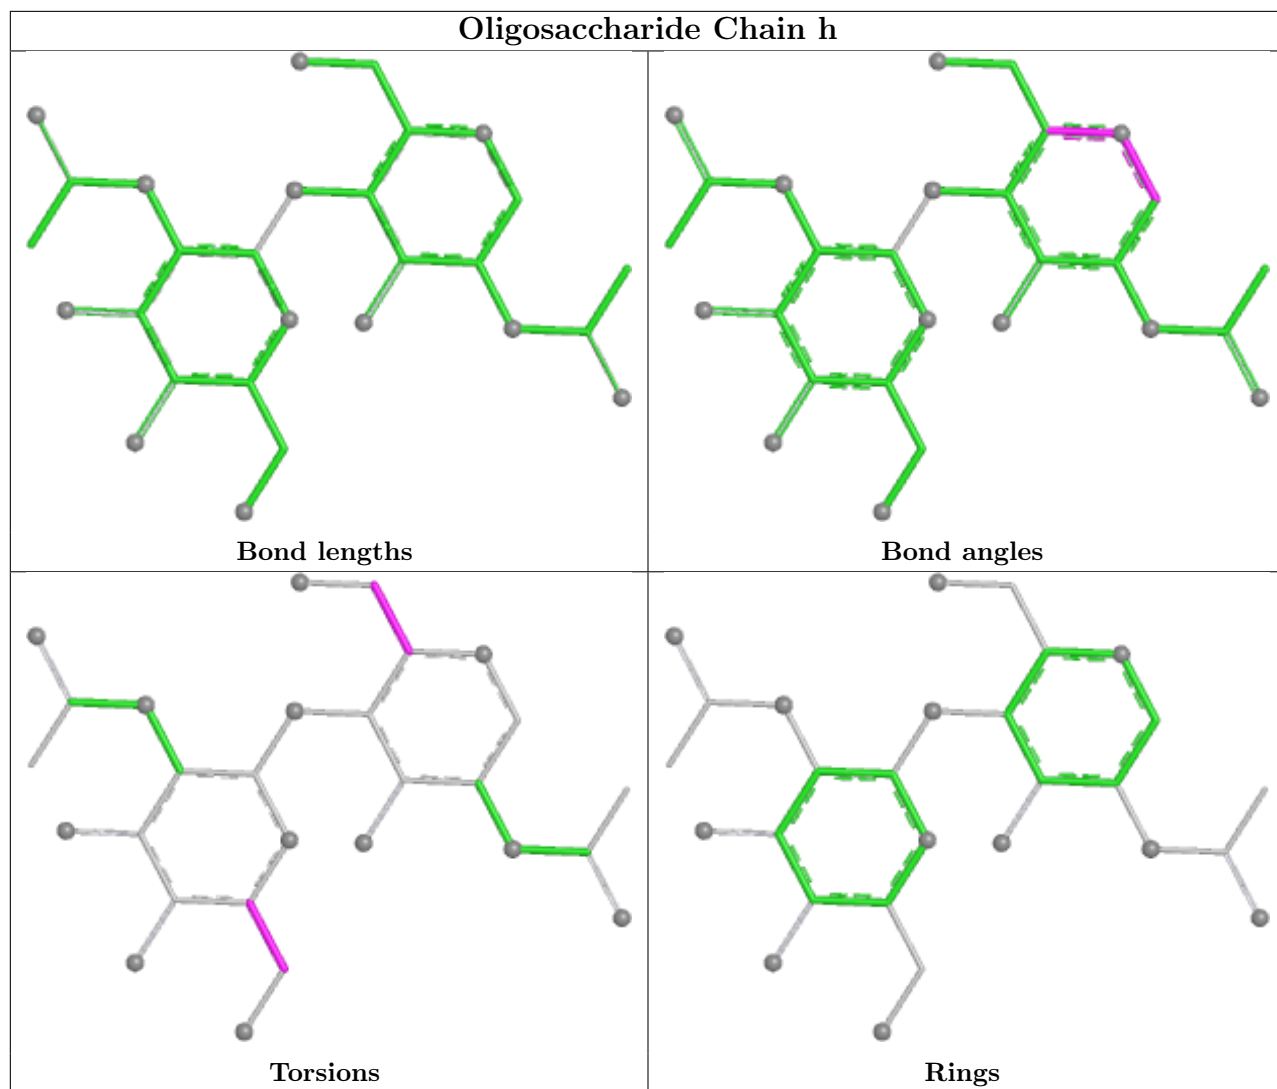 Oligosaccharide Chain h
Bond lengths
Bond angles
Torsions
Rings